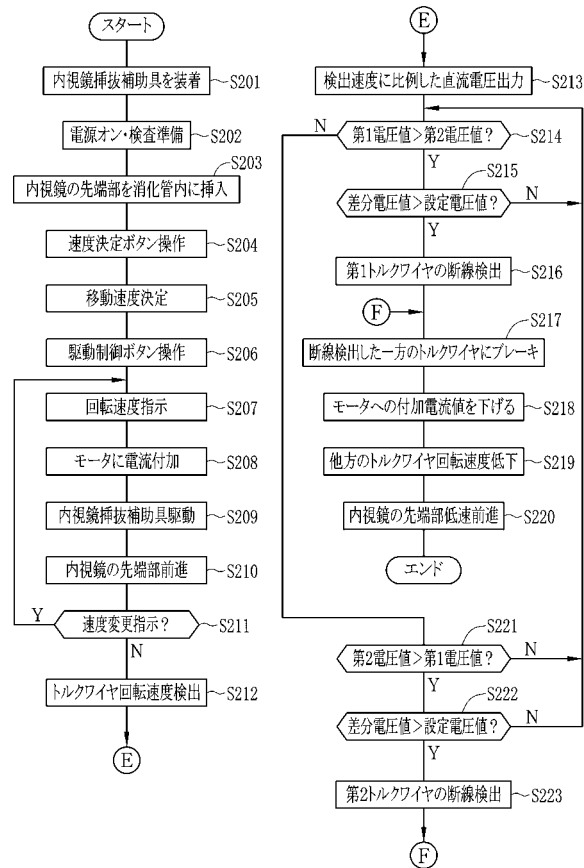 スタート
内視鏡挿抜補助具を装着
S201
電源オン・検査準備
S202
S203
内視鏡の先端部を消化管内に挿入
速度決定ボタン操作
S204
移動速度決定
S205
駆動制御ボタン操作
S206
回転速度指示
S207
モータに電流付加
S208
内視鏡挿抜補助具駆動
S209
内視鏡の先端部前進
S210
Y
速度変更指示?
S211
N
トルクワイヤ回転速度検出
S212
E
E
検出速度に比例した直流電圧出力
S213
N
第1電圧値>第2電圧値?
S214
Y
S215
差分電圧値>設定電圧値?
N
Y
第1トルクワイヤの断線検出
S216
F
S217
断線検出した一方のトルクワイヤにブレーキ
モータへの付加電流値を下げる
S218
他方のトルクワイヤ回転速度低下
S219
内視鏡の先端部低速前進
S220
エンド
S221
第2電圧値>第1電圧値?
N
Y
S222
差分電圧値>設定電圧値?
N
Y
第2トルクワイヤの断線検出
S223
F